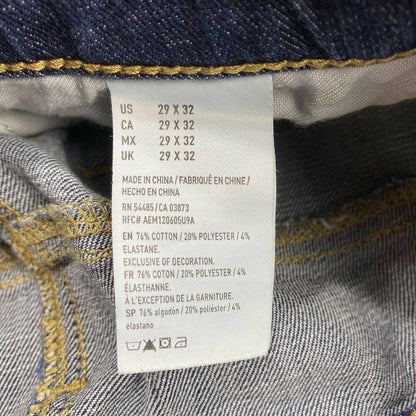 US 29 X 32
CA 29 X 32
MX 29 X 32
UK 29 X 32
MADE IN CHINA / FABRIQUÉ EN CHINE /
HECHO EN CHINA
RN 54485/CA 03873
RFC# AEM120605U9A
EN 76% COTTON / 20% POLYESTER / 4%
ELASTANE.
EXCLUSIVE OF DECORATION.
FR 76% COTON / 20% POLYESTER / 4%
ÉLASTHANNE.
À L'EXCEPTION DE LA GARNITURE.
SP 76% algodón / 20% poliéster / 4%
elastano